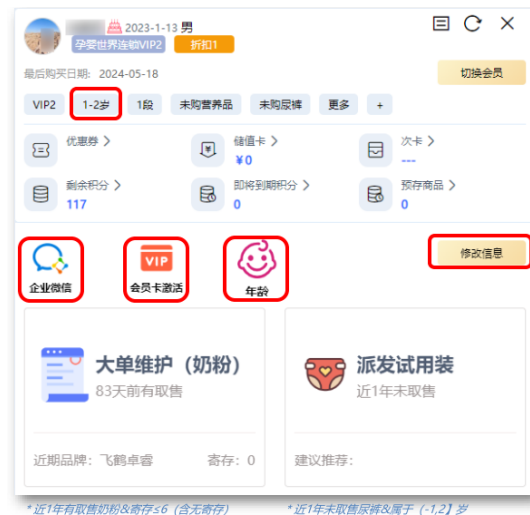 2023-1-13 男
孕婴世界连锁VIP2 折扣1
最后购买日期: 2024-05-18
切换会员
VIP2 1-2岁 1段 未购营养品 未购尿裤 更多 +
优惠券 > 储值卡 > 次卡 >
¥0 ---
剩余积分 > 即将到期积分 > 预存商品 >
117 0 0
修改信息
VIP
企业微信 会员卡激活 年龄
大单维护（奶粉） 派发试用装
83天前有取售 近1年未取售
近期品牌: 飞鹤卓睿 寄存: 0 建议推荐:
*近1年有取售奶粉&寄存≤6（含无寄存） *近1年未取售尿裤&属于（-1,2】岁